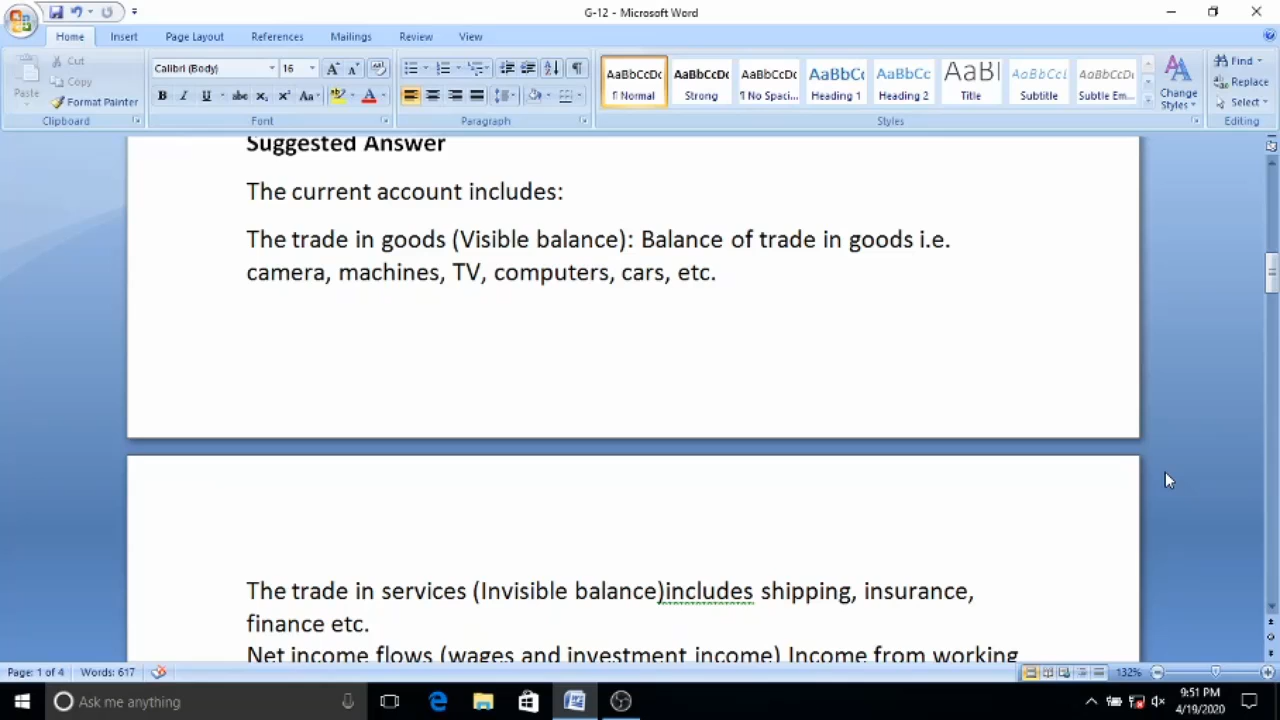 G-12 - Microsoft Word
Home Insert Page Layout References Mailings Review View
Paste
Cut
Copy
Format Painter
Clipboard
Calibri (Body) 16
Font
Paragraph
AaBbCcDc AaBbCcDc AaBbCcDc AaBbC‹ AaBbCc AaBl AaBbCcL AaBbCcDc
¶ Normal Strong ¶ No Spaci... Heading 1 Heading 2 Title Subtitle Subtle Em...
Change Styles
Styles
Find
Replace
Select
Editing
Suggested Answer
The current account includes:
The trade in goods (Visible balance): Balance of trade in goods i.e.
camera, machines, TV, computers, cars, etc.
The trade in services (Invisible balance)includes shipping, insurance,
finance etc.
Net income flows (wages and investment income) Income from working
Page: 1 of 4 Words: 617 132%
Ask me anything
9:51 PM
4/19/2020